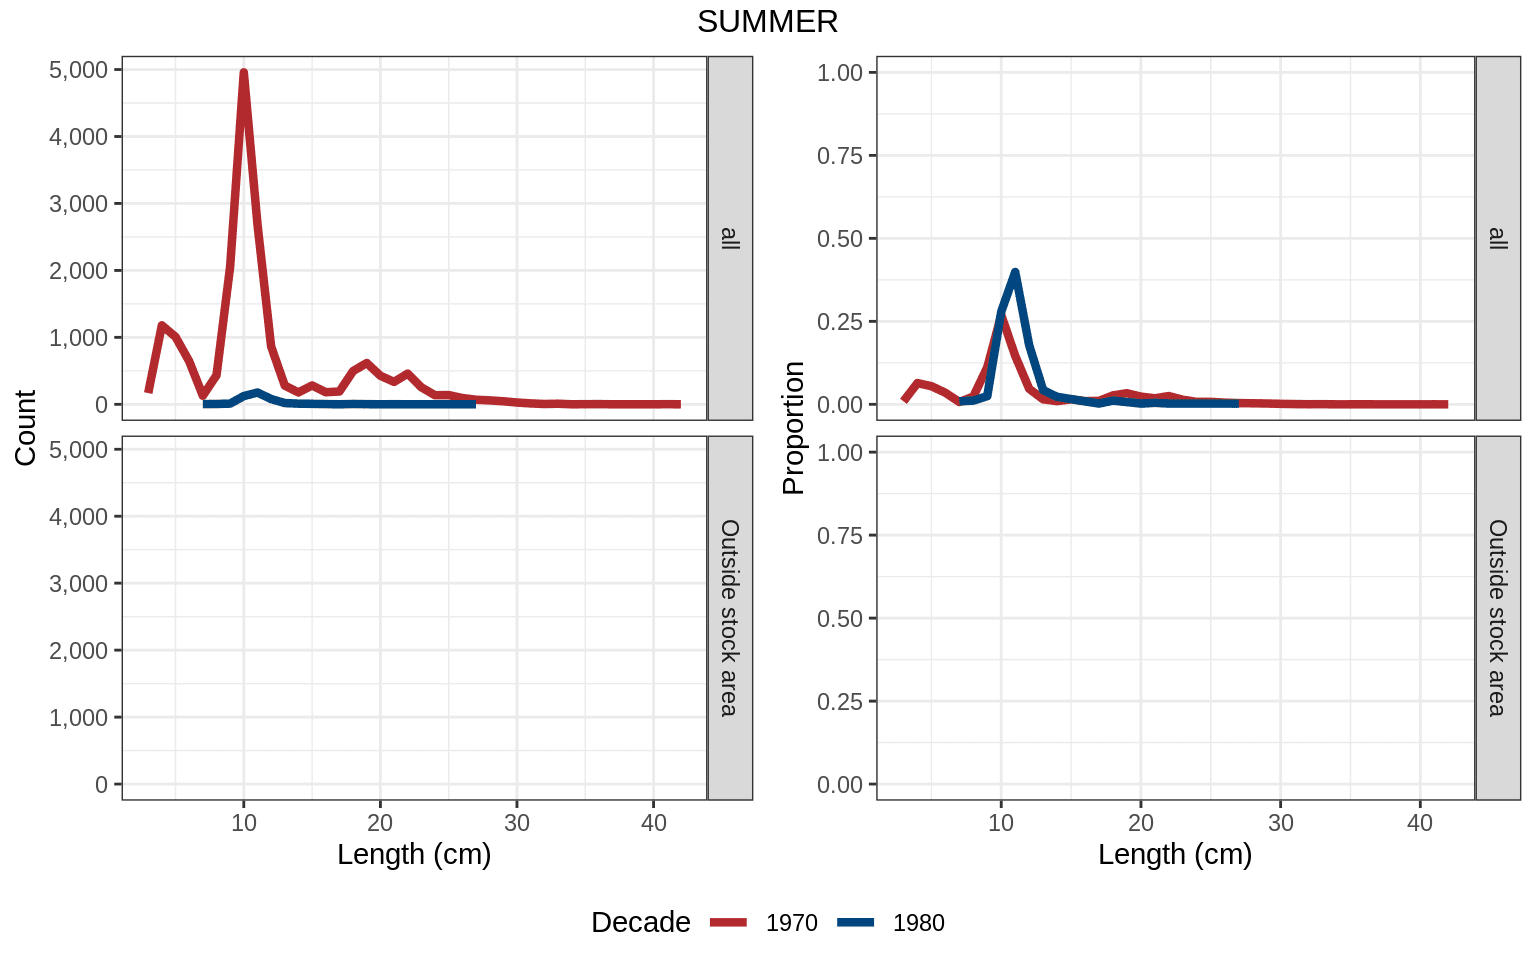 SUMMER
Count
5,000
4,000
3,000
2,000
1,000
0
all
5,000
4,000
3,000
2,000
1,000
0
Outside stock area
10 20 30 40
Length (cm)
Proportion
1.00
0.75
0.50
0.25
0.00
all
1.00
0.75
0.50
0.25
0.00
Outside stock area
10 20 30 40
Length (cm)
Decade 1970 1980